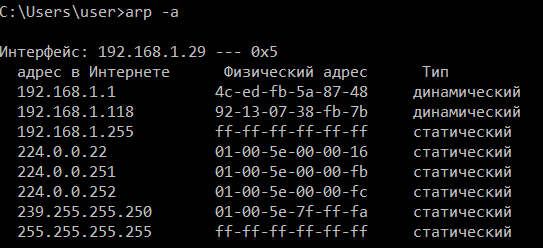 C:\Users\user>arp -a
Интерфейс: 192.168.1.29 --- 0x5
адрес в Интернете Физический адрес Тип
192.168.1.1 4c-ed-fb-5a-87-48 динамический
192.168.1.118 92-13-07-38-fb-7b динамический
192.168.1.255 ff-ff-ff-ff-ff-ff статический
224.0.0.22 01-00-5e-00-00-16 статический
224.0.0.251 01-00-5e-00-00-fb статический
224.0.0.252 01-00-5e-00-00-fc статический
239.255.255.250 01-00-5e-7f-ff-fa статический
255.255.255.255 ff-ff-ff-ff-ff-ff статический